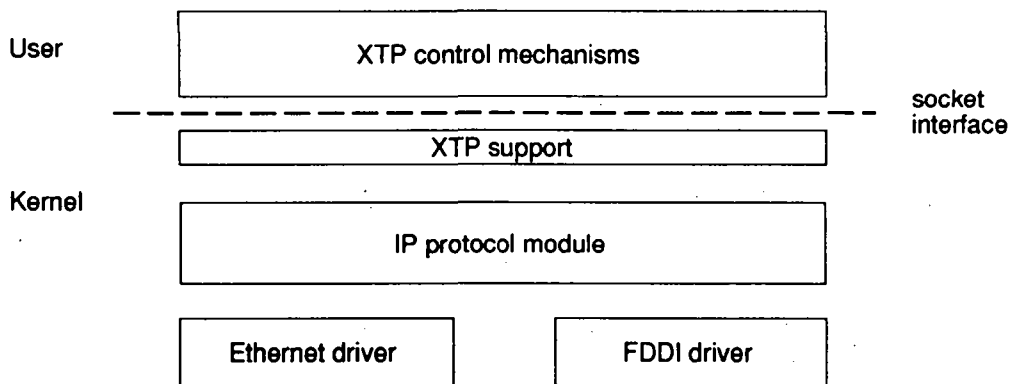 User
XTP control mechanisms
socket
interface
XTP support
Kernel
IP protocol module
Ethernet driver
FDDI driver